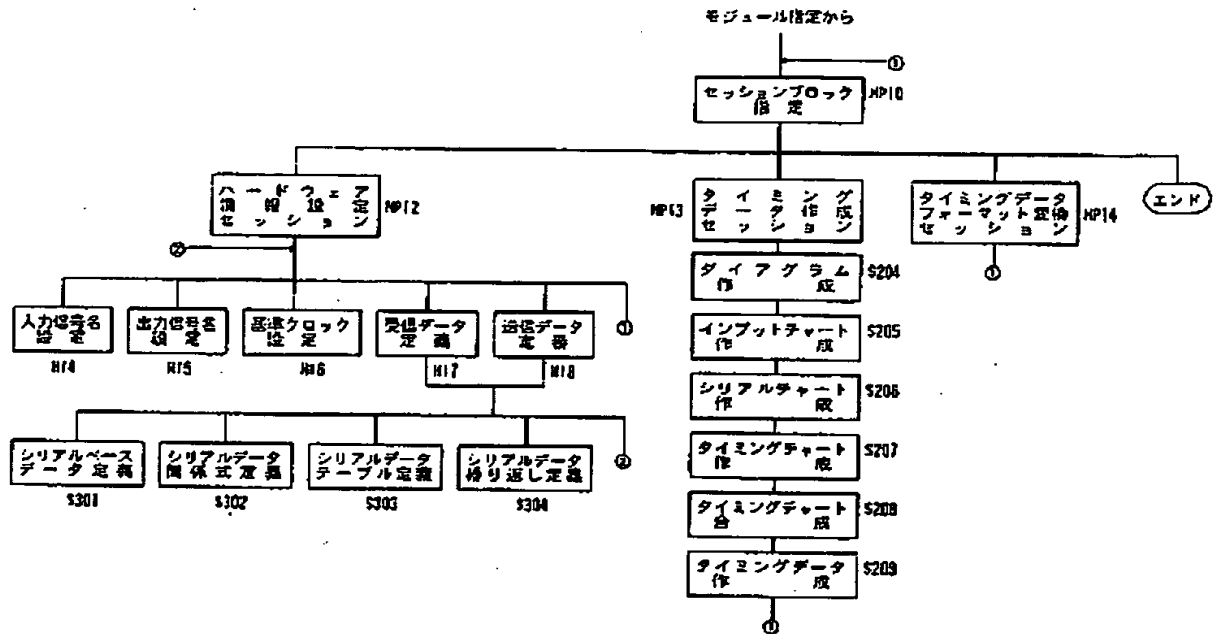 モジュール指定から
①
セッションブロック
指定
MP10
ハードウェア
情報設定
セッション
MP12
タイミング
データ作成
セッション
MP13
タイミングデータ
フォーマット変換
セッション
MP14
エンド
②
①
入力信号名
設定
M14
出力信号名
設定
M15
基準クロック
設定
M16
受信データ
定義
M17
送信データ
定義
M18
①
シリアルベース
データ定義
S301
シリアルデータ
関係式定義
S302
シリアルデータ
テーブル定義
S303
シリアルデータ
繰り返し定義
S304
②
ダイアグラム
作成
S204
インプットチャート
作成
S205
シリアルチャート
作成
S206
タイミングチャート
作成
S207
タイミングチャート
合成
S208
タイミングデータ
作成
S209
①